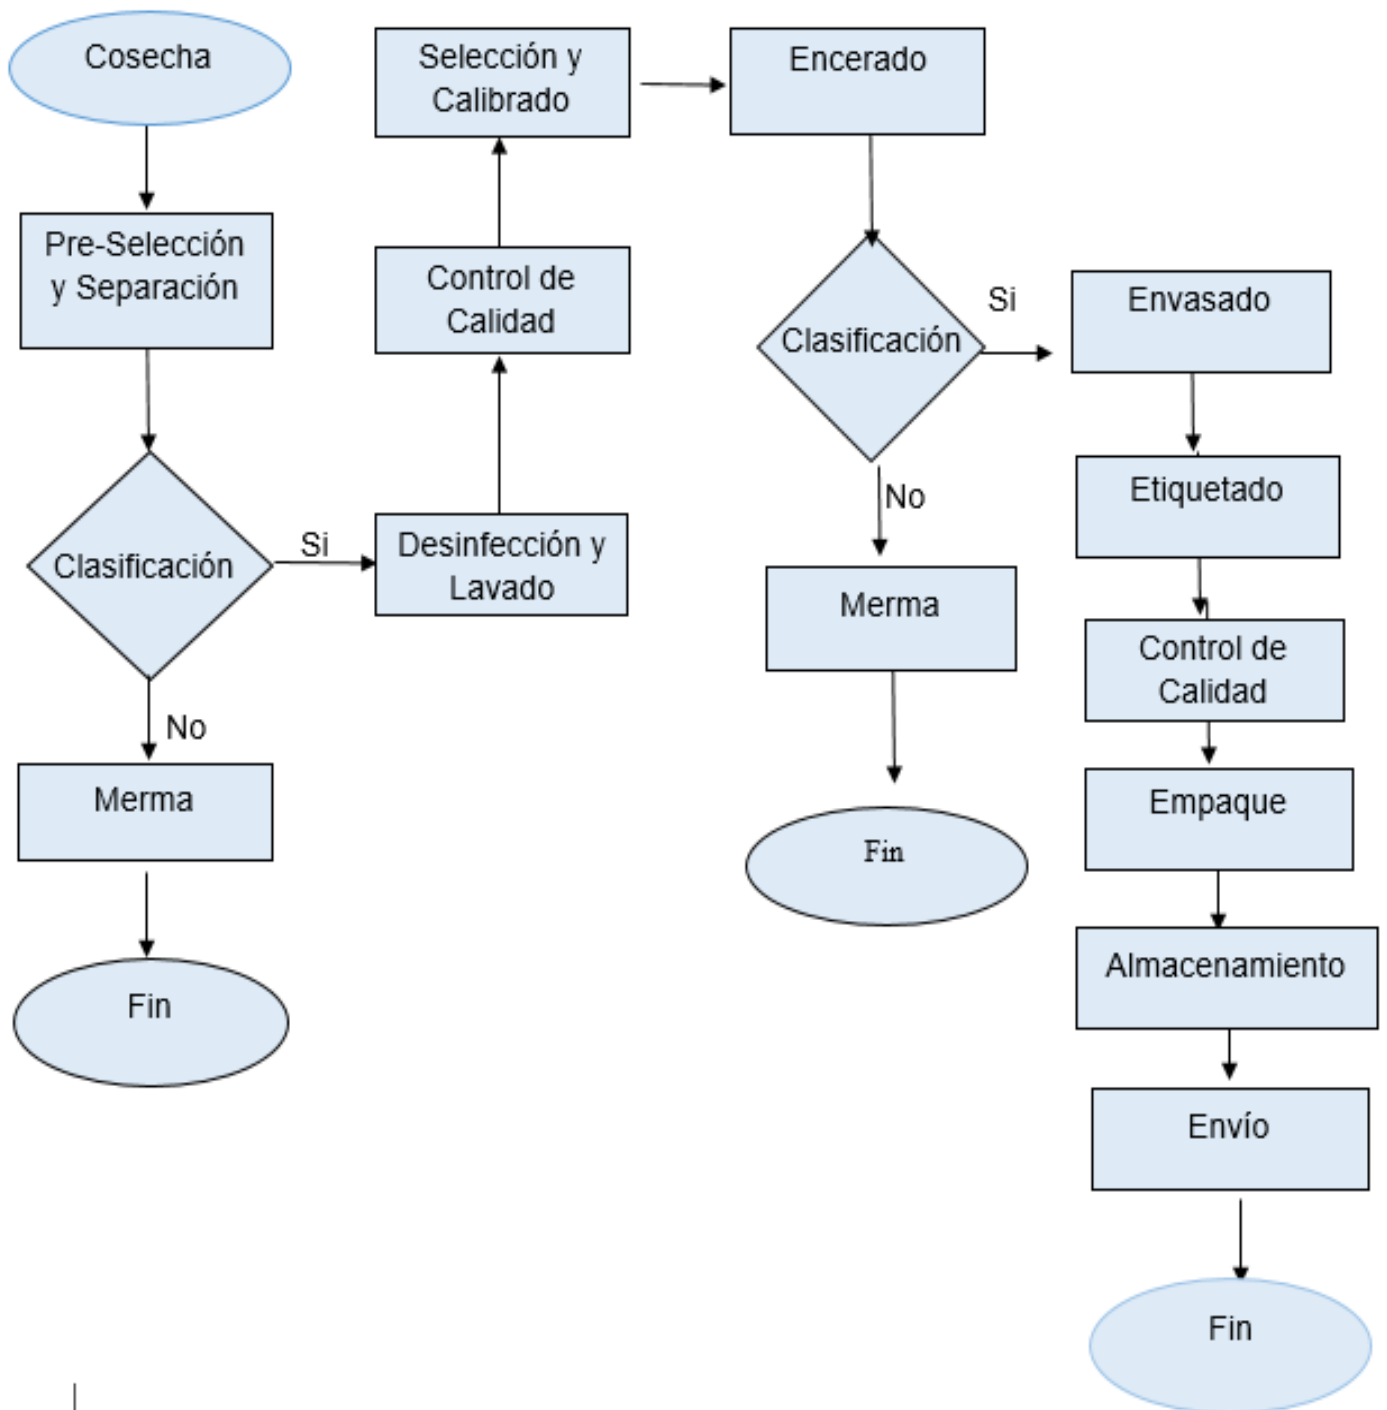 Cosecha
Pre-Selección
y Separación
Clasificación
Si
No
Merma
Fin
Desinfección y
Lavado
Control de
Calidad
Selección y
Calibrado
Encerado
Clasificación
Si
No
Merma
Fin
Envasado
Etiquetado
Control de
Calidad
Empaque
Almacenamiento
Envío
Fin